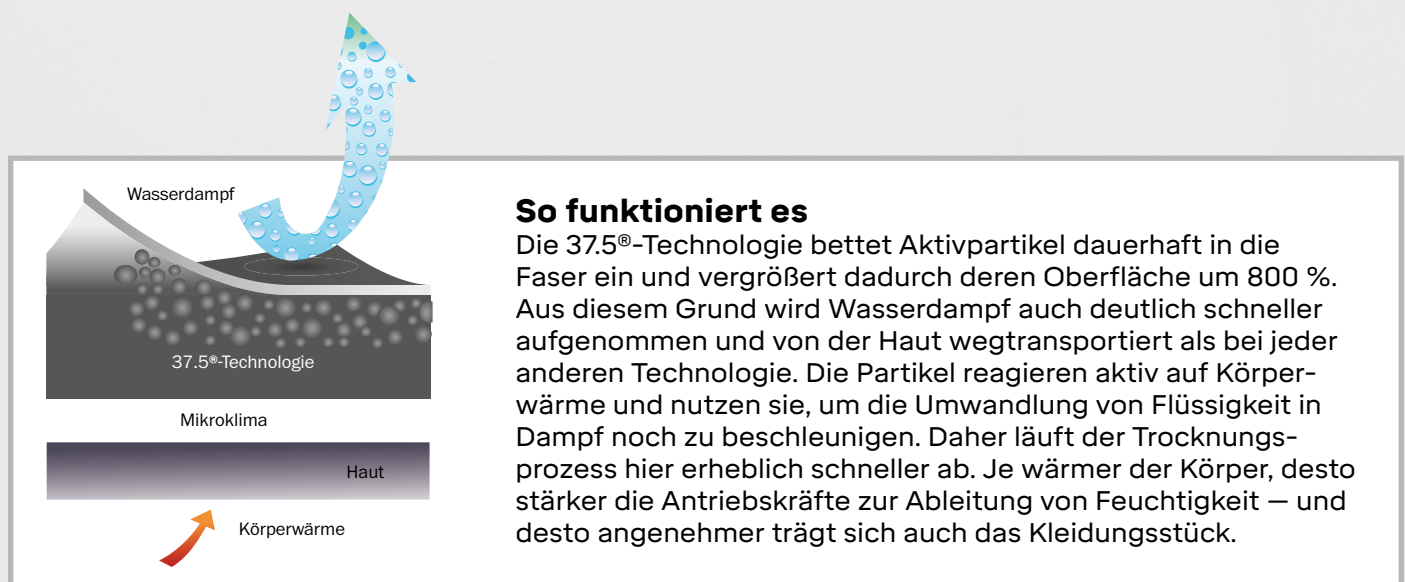 Wasserdampf
37.5®-Technologie
Mikroklima
Haut
Körperwärme
So funktioniert es
Die 37.5®-Technologie bettet Aktivpartikel dauerhaft in die
Faser ein und vergrößert dadurch deren Oberfläche um 800 %.
Aus diesem Grund wird Wasserdampf auch deutlich schneller
aufgenommen und von der Haut wegtransportiert als bei jeder
anderen Technologie. Die Partikel reagieren aktiv auf Körper-
wärme und nutzen sie, um die Umwandlung von Flüssigkeit in
Dampf noch zu beschleunigen. Daher läuft der Trocknungs-
prozess hier erheblich schneller ab. Je wärmer der Körper, desto
stärker die Antriebskräfte zur Ableitung von Feuchtigkeit — und
desto angenehmer trägt sich auch das Kleidungsstück.